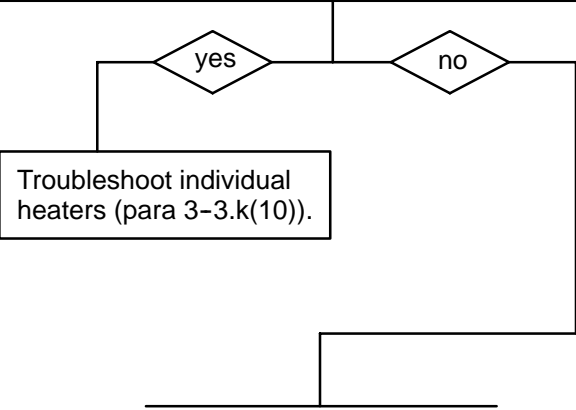 yes
no
Troubleshoot individual
heaters (para 3-3.k(10)).